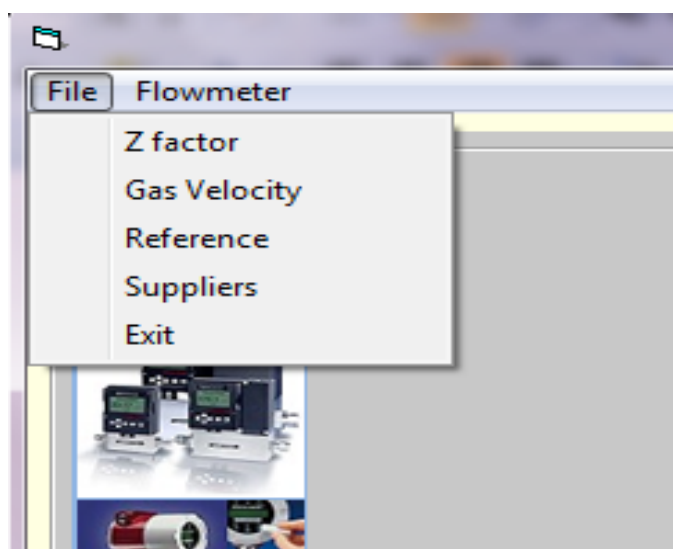 File Flowmeter
Z factor
Gas Velocity
Reference
Suppliers
Exit